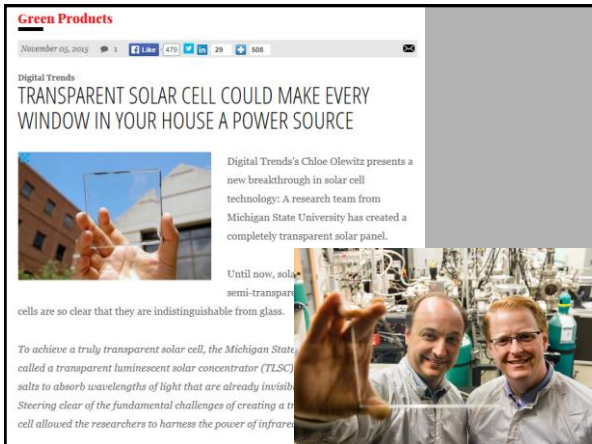 Green Products
November 05, 2015 1 Like 479 29 508
Digital Trends
TRANSPARENT SOLAR CELL COULD MAKE EVERY
WINDOW IN YOUR HOUSE A POWER SOURCE
Digital Trends's Chloe Olewitz presents a
new breakthrough in solar cell
technology: A research team from
Michigan State University has created a
completely transparent solar panel.
Until now,
semi-transpare
cells are so clear that they are indistinguishable from glass.
To achieve a truly transparent solar cell, the Michigan State
called a transparent luminescent solar concentrator (TLSC)
salts to absorb wavelengths of light that are already invisib
Steering clear of the fundamental challenges of creating a
cell allowed the researchers to harness the power of infrared